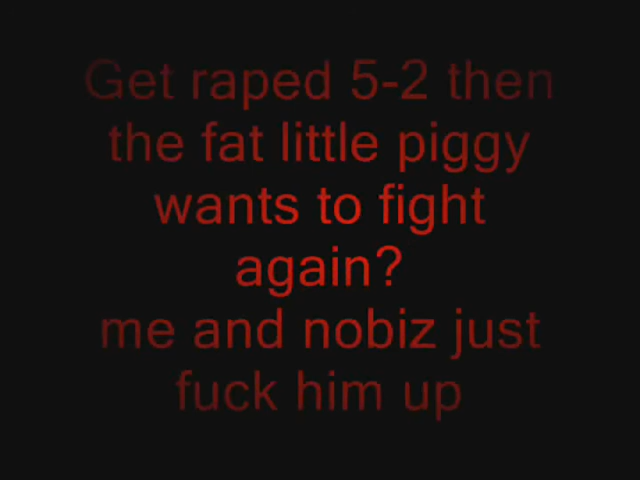 Get raped 5-2 then
the fat little piggy
wants to fight
again?
me and nobiz just
fuck him up